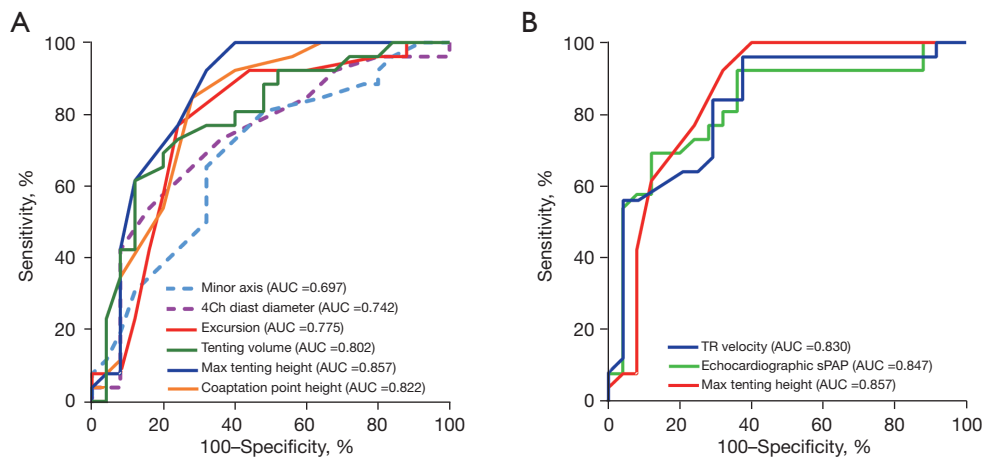 A
Sensitivity, %
100
80
60
40
20
0
Minor axis (AUC =0.697)
4Ch diast diameter (AUC =0.742)
Excursion (AUC =0.775)
Tenting volume (AUC =0.802)
Max tenting height (AUC =0.857)
Coaptation point height (AUC =0.822)
0 20 40 60 80 100
100–Specificity, %
B
Sensitivity, %
100
80
60
40
20
0
TR velocity (AUC =0.830)
Echocardiographic sPAP (AUC =0.847)
Max tenting height (AUC =0.857)
0 20 40 60 80 100
100–Specificity, %